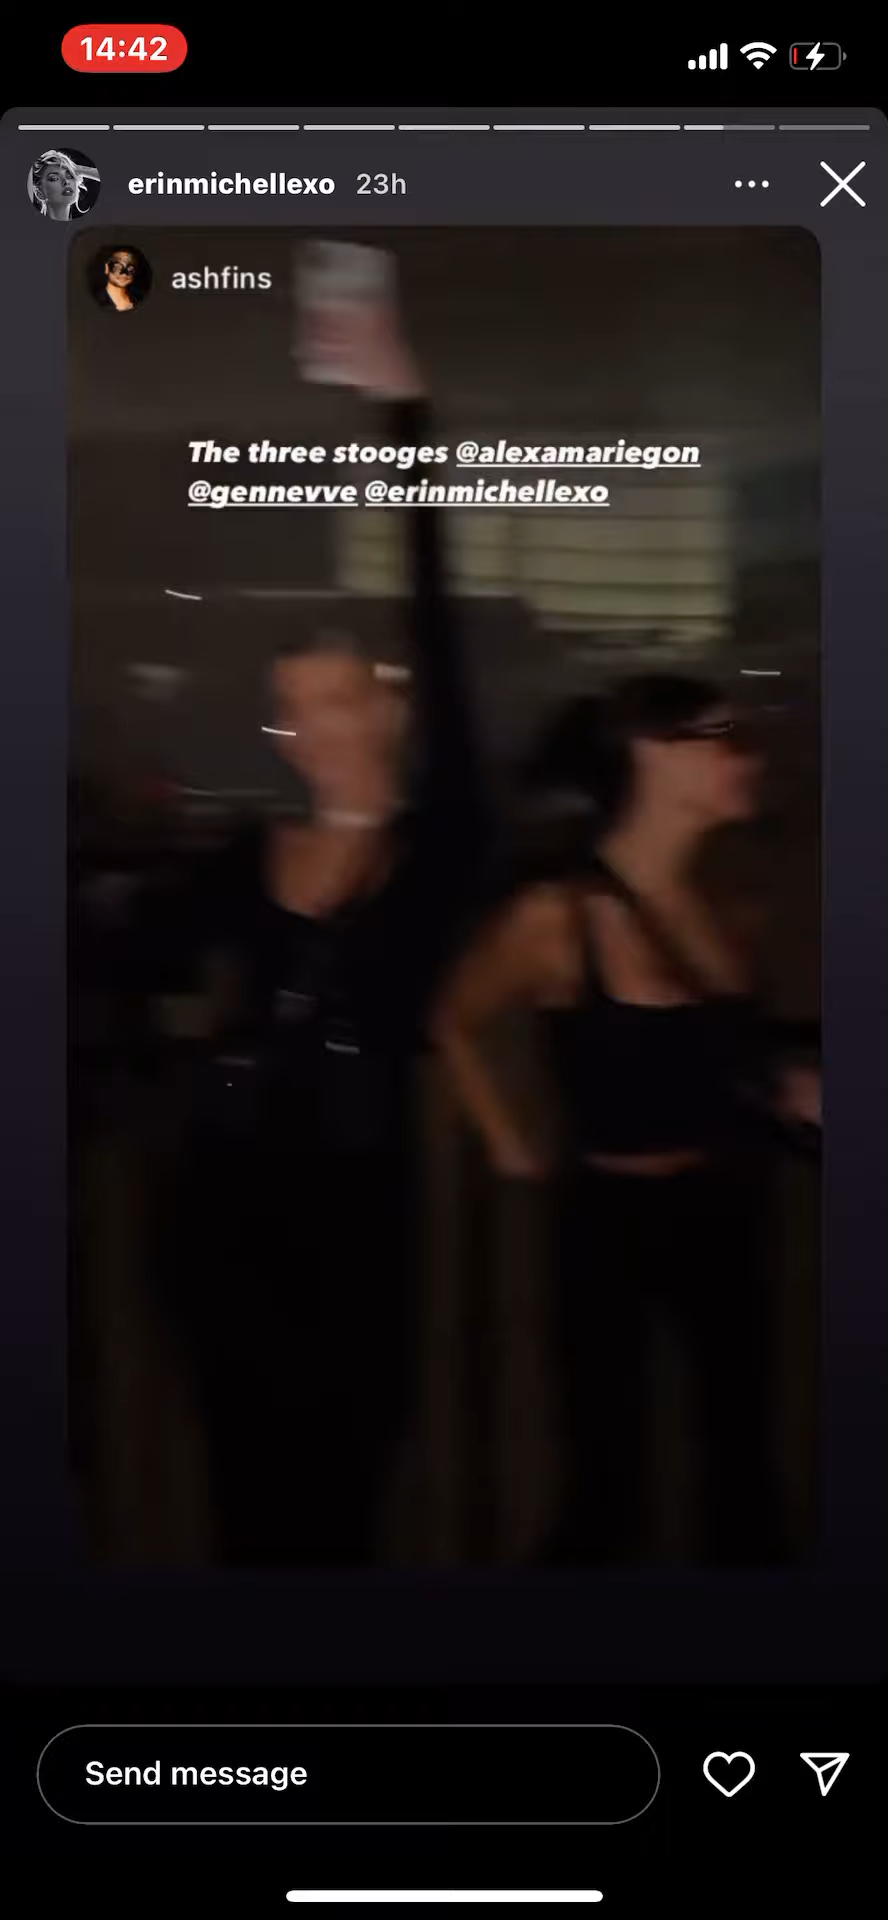 14:42
erinmichellexo 23h
ashfins
The three stooges @alexamariegon
@gennevve @erinmichellexo
Send message